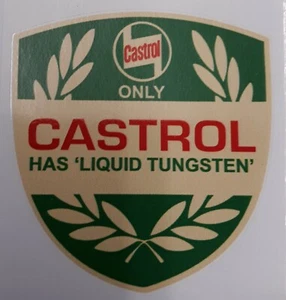 Castrol
ONLY
CASTROL
HAS 'LIQUID TUNGSTEN'